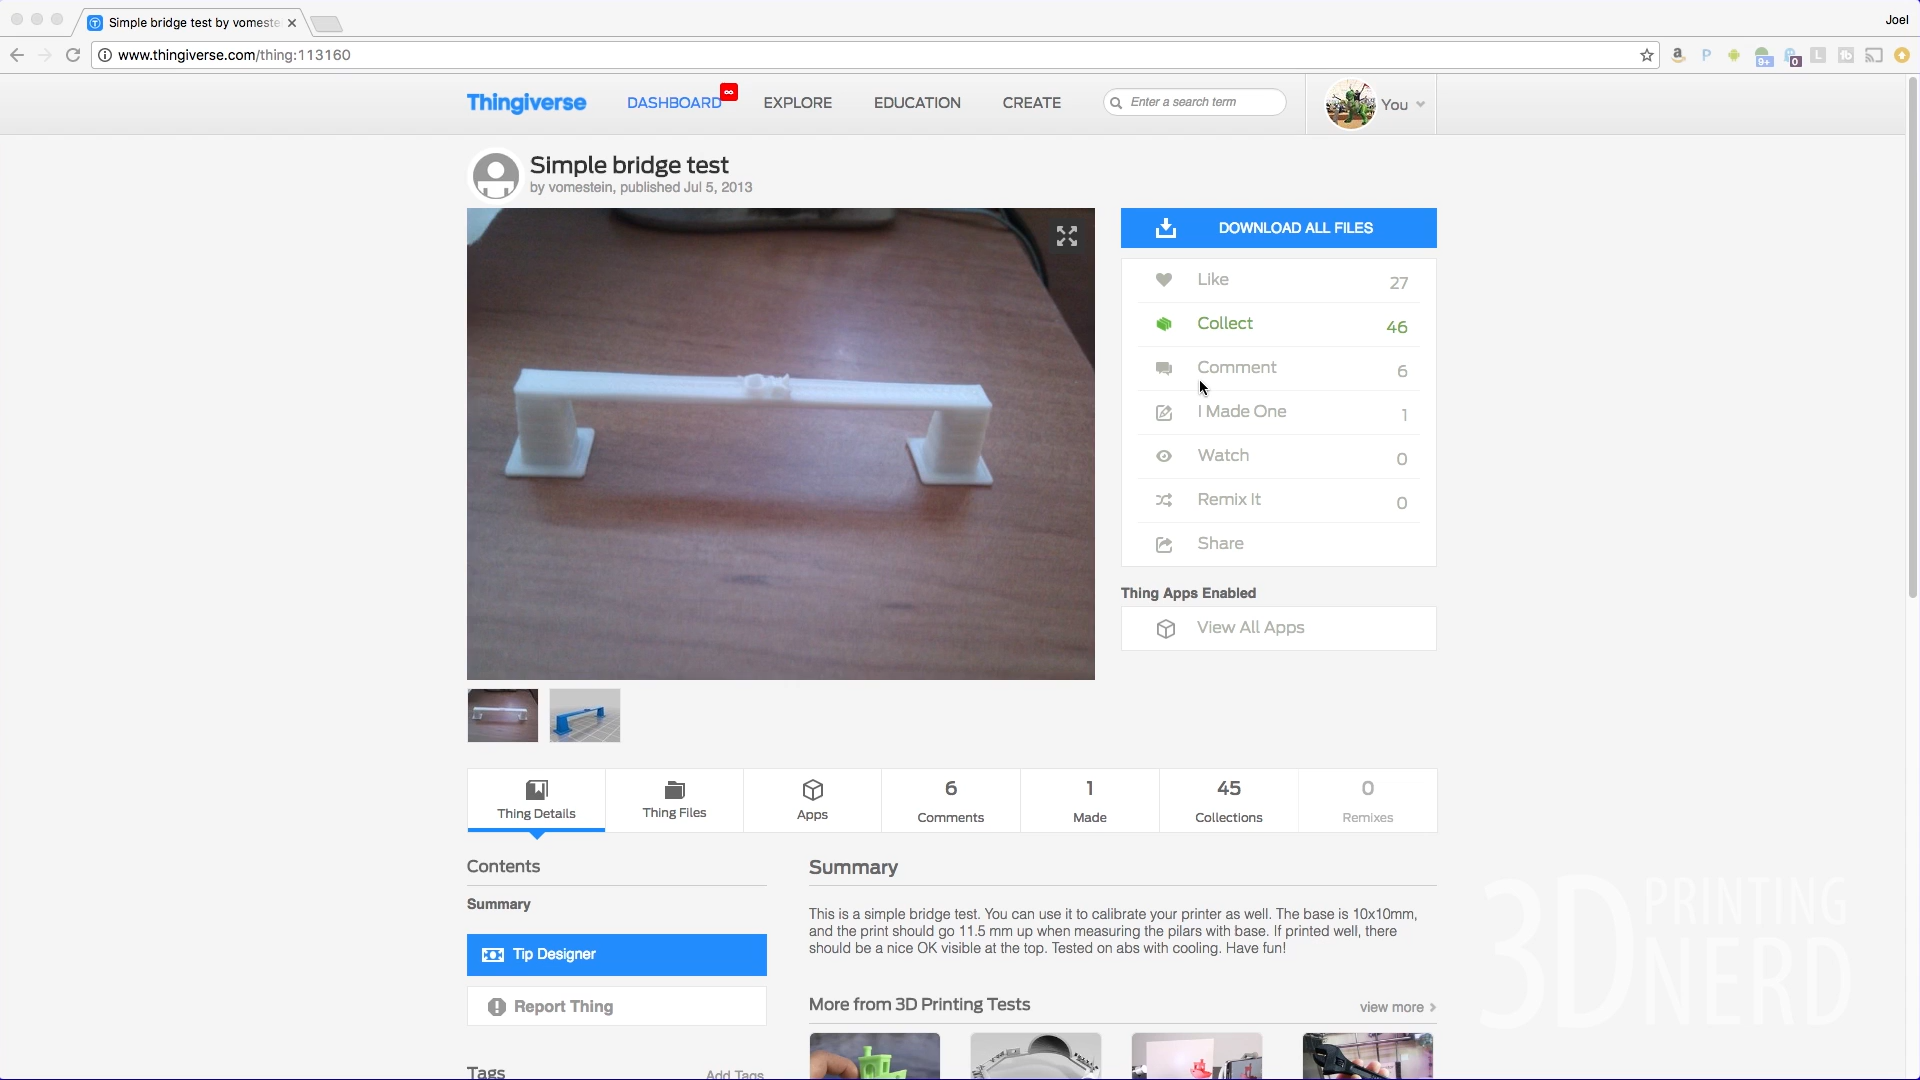 Simple bridge test by vomeste
Joel
www.thingiverse.com/thing:113160
Thingiverse
DASHBOARD
EXPLORE
EDUCATION
CREATE
Enter a search term
You
Simple bridge test
by vomestein, published Jul 5, 2013
DOWNLOAD ALL FILES
Like 27
Collect 46
Comment 6
I Made One 1
Watch 0
Remix It 0
Share
Thing Apps Enabled
View All Apps
Thing Details
Thing Files
Apps
6 Comments
1 Made
45 Collections
0 Remixes
Contents
Summary
Tip Designer
Report Thing
Tags
Add Tags
Summary
This is a simple bridge test. You can use it to calibrate your printer as well. The base is 10x10mm,
and the print should go 11.5 mm up when measuring the pilars with base. If printed well, there
should be a nice OK visible at the top. Tested on abs with cooling. Have fun!
More from 3D Printing Tests
view more
3D PRINTING
NERD